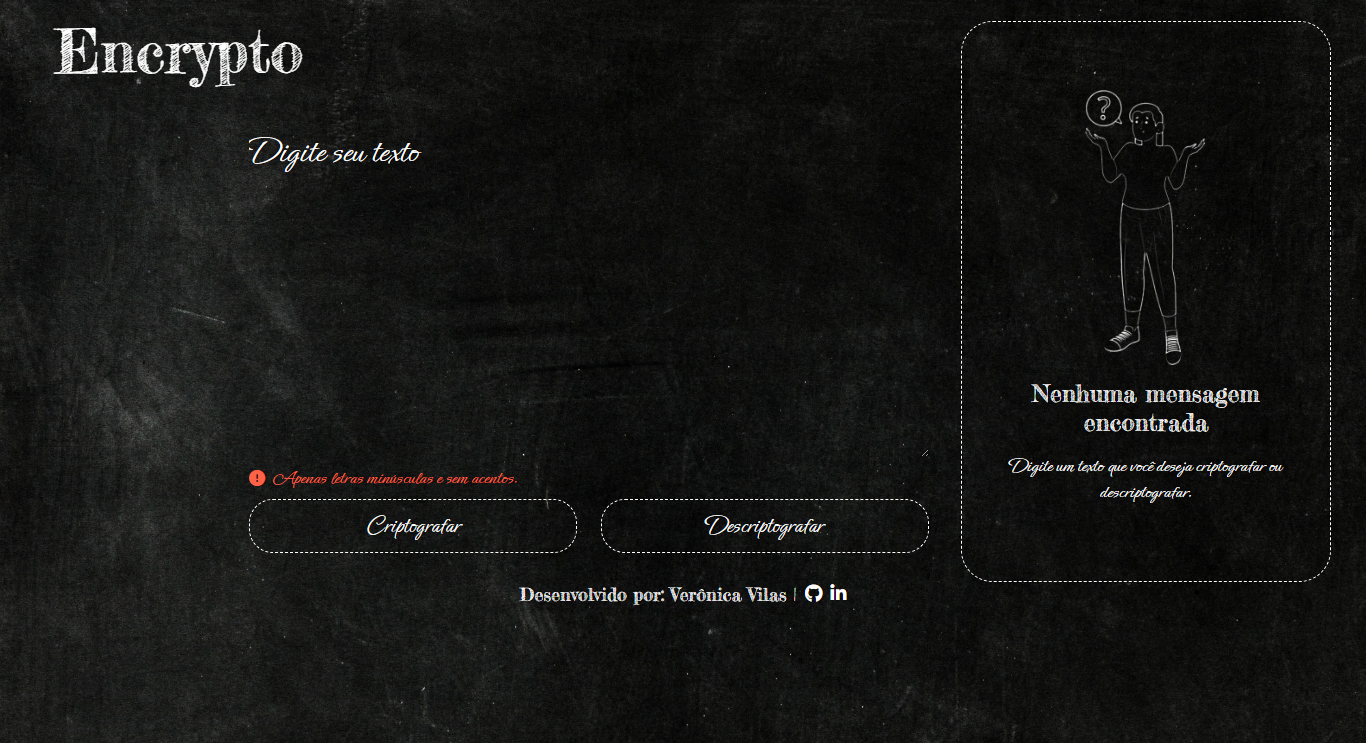 Encrypto
Digite seu texto
Apenas letras minúsculas e sem acentos.
Criptografar
Descriptografar
?
Nenhuma mensagem
encontrada
Digite um texto que você deseja criptografar ou
descriptografar.
Desenvolvido por: Verônica Vilas |